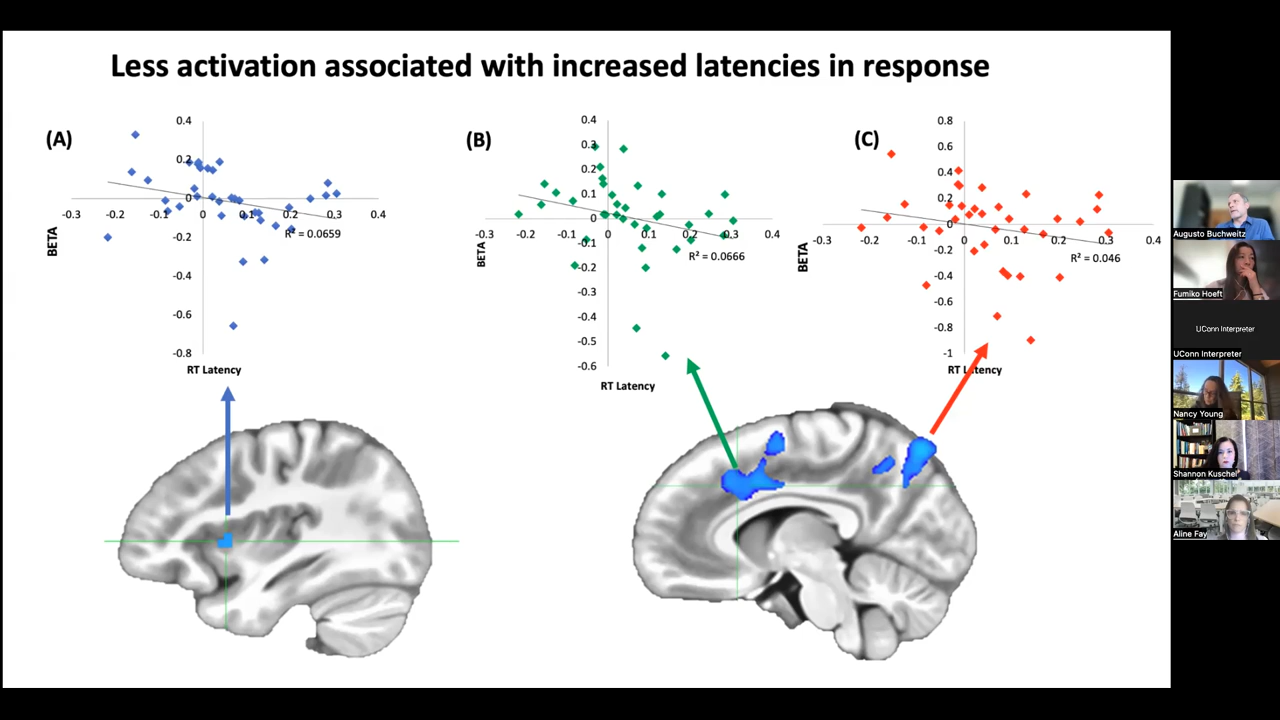 Less activation associated with increased latencies in response
(A)
0.4
0.2
0
-0.2
-0.4
-0.6
-0.8
-0.3
-0.2
-0.1
0
0.1
0.2
0.3
0.4
BETA
R² = 0.0659
RT Latency
(B)
0.4
0.3
0.2
0.1
0
-0.1
-0.2
-0.3
-0.4
-0.5
-0.6
-0.3
-0.2
-0.1
0
0.1
0.2
0.3
0.4
BETA
R² = 0.0666
RT Latency
(C)
0.8
0.6
0.4
0.2
0
-0.2
-0.4
-0.6
-0.8
-1
-0.3
-0.2
-0.1
0
0.1
0.2
0.3
0.4
BETA
R² = 0.046
RT Latency
Augusto Buchweitz
Fumiko Hoeft
UConn Interpreter
UConn Interpreter
Nancy Young
Shannon Kuschel
Aline Fay